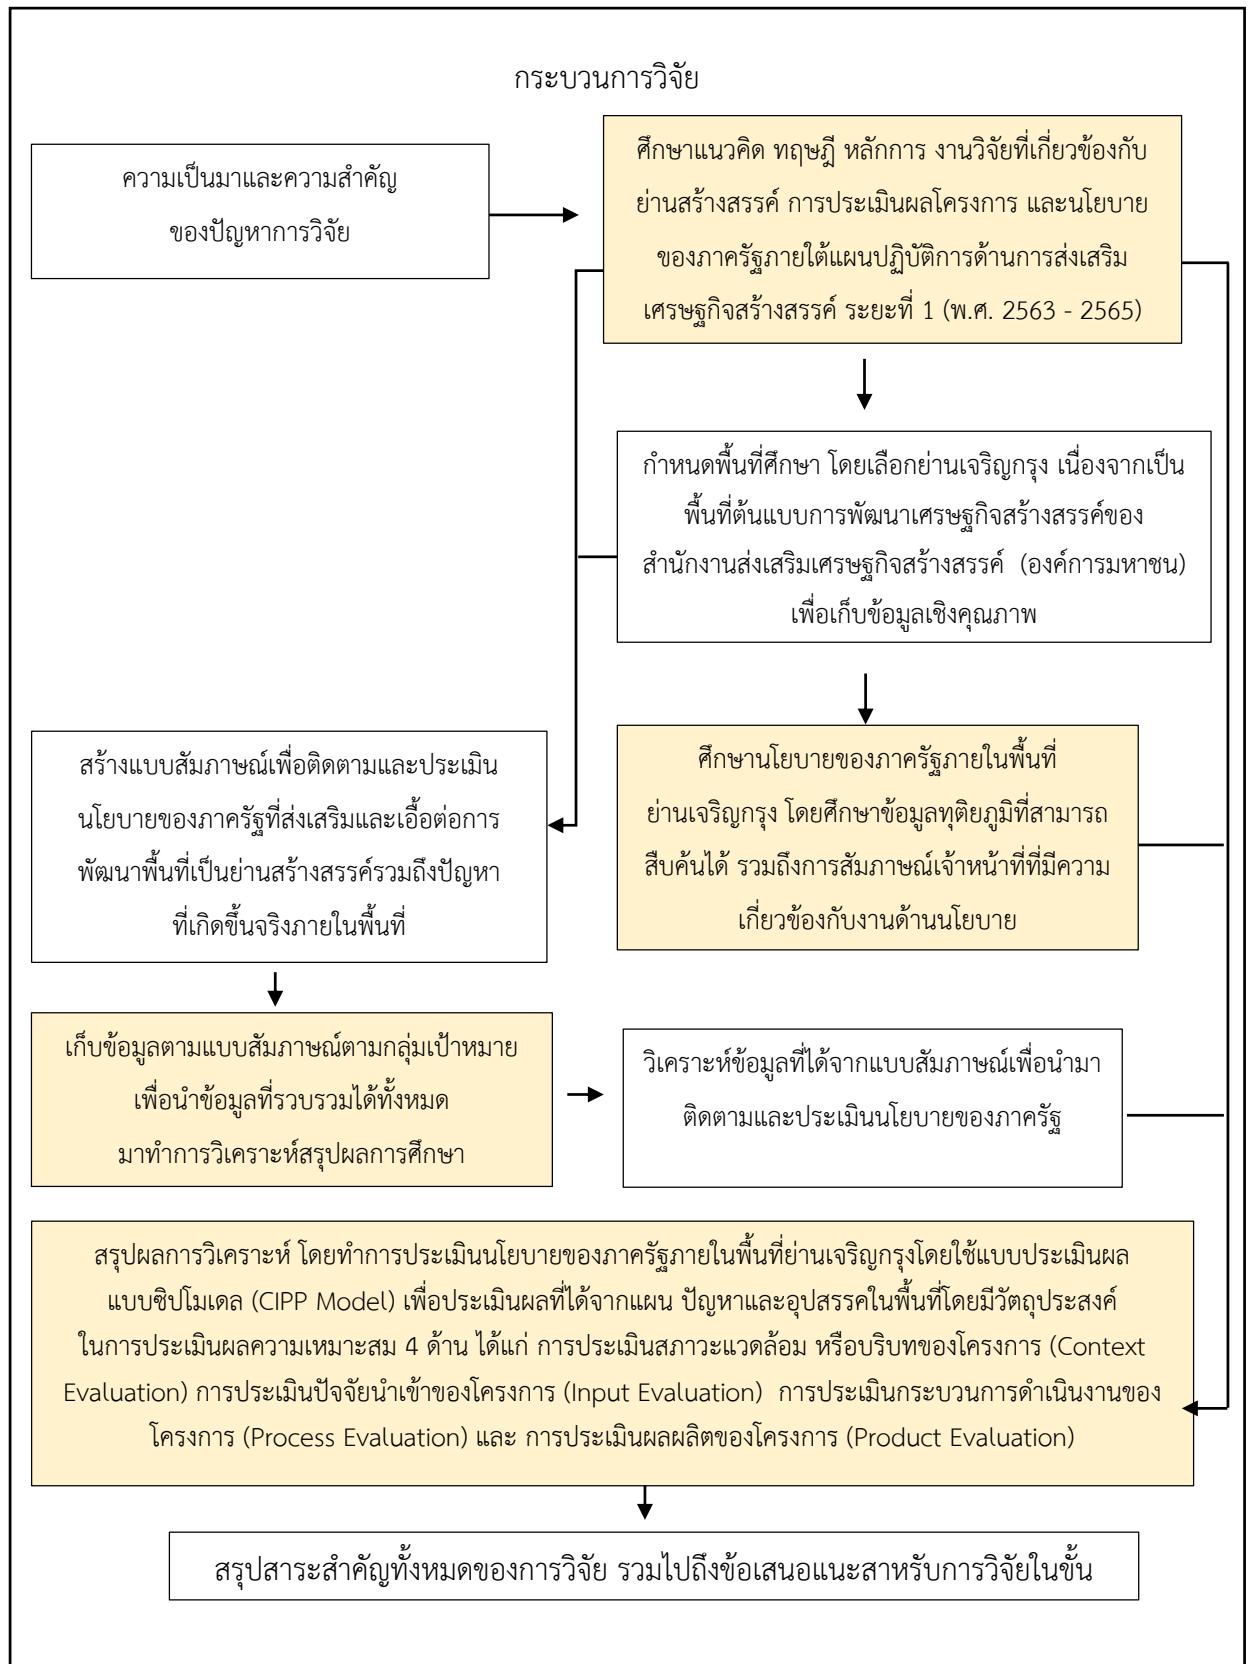 กระบวนการวิจัย
ความเป็นมาและความสำคัญ
ของปัญหาการวิจัย
ศึกษาแนวคิด ทฤษฎี หลักการ งานวิจัยที่เกี่ยวข้องกับ
ย่านสร้างสรรค์ การประเมินผลโครงการ และนโยบาย
ของภาครัฐภายใต้แผนปฏิบัติการด้านการส่งเสริม
เศรษฐกิจสร้างสรรค์ ระยะที่ 1 (พ.ศ. 2563 - 2565)
กำหนดพื้นที่ศึกษา โดยเลือกย่านเจริญกรุง เนื่องจากเป็น
พื้นที่ต้นแบบการพัฒนาเศรษฐกิจสร้างสรรค์ของ
สำนักงานส่งเสริมเศรษฐกิจสร้างสรรค์ (องค์การมหาชน)
เพื่อเก็บข้อมูลเชิงคุณภาพ
ศึกษานโยบายของภาครัฐภายในพื้นที่
ย่านเจริญกรุง โดยศึกษาข้อมูลทุติยภูมิที่สามารถ
สืบค้นได้ รวมถึงการสัมภาษณ์เจ้าหน้าที่ที่มีความ
เกี่ยวข้องกับงานด้านนโยบาย
สร้างแบบสัมภาษณ์เพื่อติดตามและประเมิน
นโยบายของภาครัฐที่ส่งเสริมและเอื้อต่อการ
พัฒนาพื้นที่เป็นย่านสร้างสรรค์รวมถึงปัญหา
ที่เกิดขึ้นจริงภายในพื้นที่
เก็บข้อมูลตามแบบสัมภาษณ์ตามกลุ่มเป้าหมาย
เพื่อนำข้อมูลที่รวบรวมได้ทั้งหมด
มาทำการวิเคราะห์สรุปผลการศึกษา
วิเคราะห์ข้อมูลที่ได้จากแบบสัมภาษณ์เพื่อนำมา
ติดตามและประเมินนโยบายของภาครัฐ
สรุปผลการวิเคราะห์ โดยทำการประเมินนโยบายของภาครัฐภายในพื้นที่ย่านเจริญกรุงโดยใช้แบบประเมินผล
แบบซิปโมเดล (CIPP Model) เพื่อประเมินผลที่ได้จากแผน ปัญหาและอุปสรรคในพื้นที่โดยมีวัตถุประสงค์
ในการประเมินผลความเหมาะสม 4 ด้าน ได้แก่ การประเมินสภาวะแวดล้อม หรือบริบทของโครงการ (Context
Evaluation) การประเมินปัจจัยนำเข้าของโครงการ (Input Evaluation) การประเมินกระบวนการดำเนินงานของ
โครงการ (Process Evaluation) และ การประเมินผลผลิตของโครงการ (Product Evaluation)
สรุปสาระสำคัญทั้งหมดของการวิจัย รวมไปถึงข้อเสนอแนะสาหรับการวิจัยในขั้น